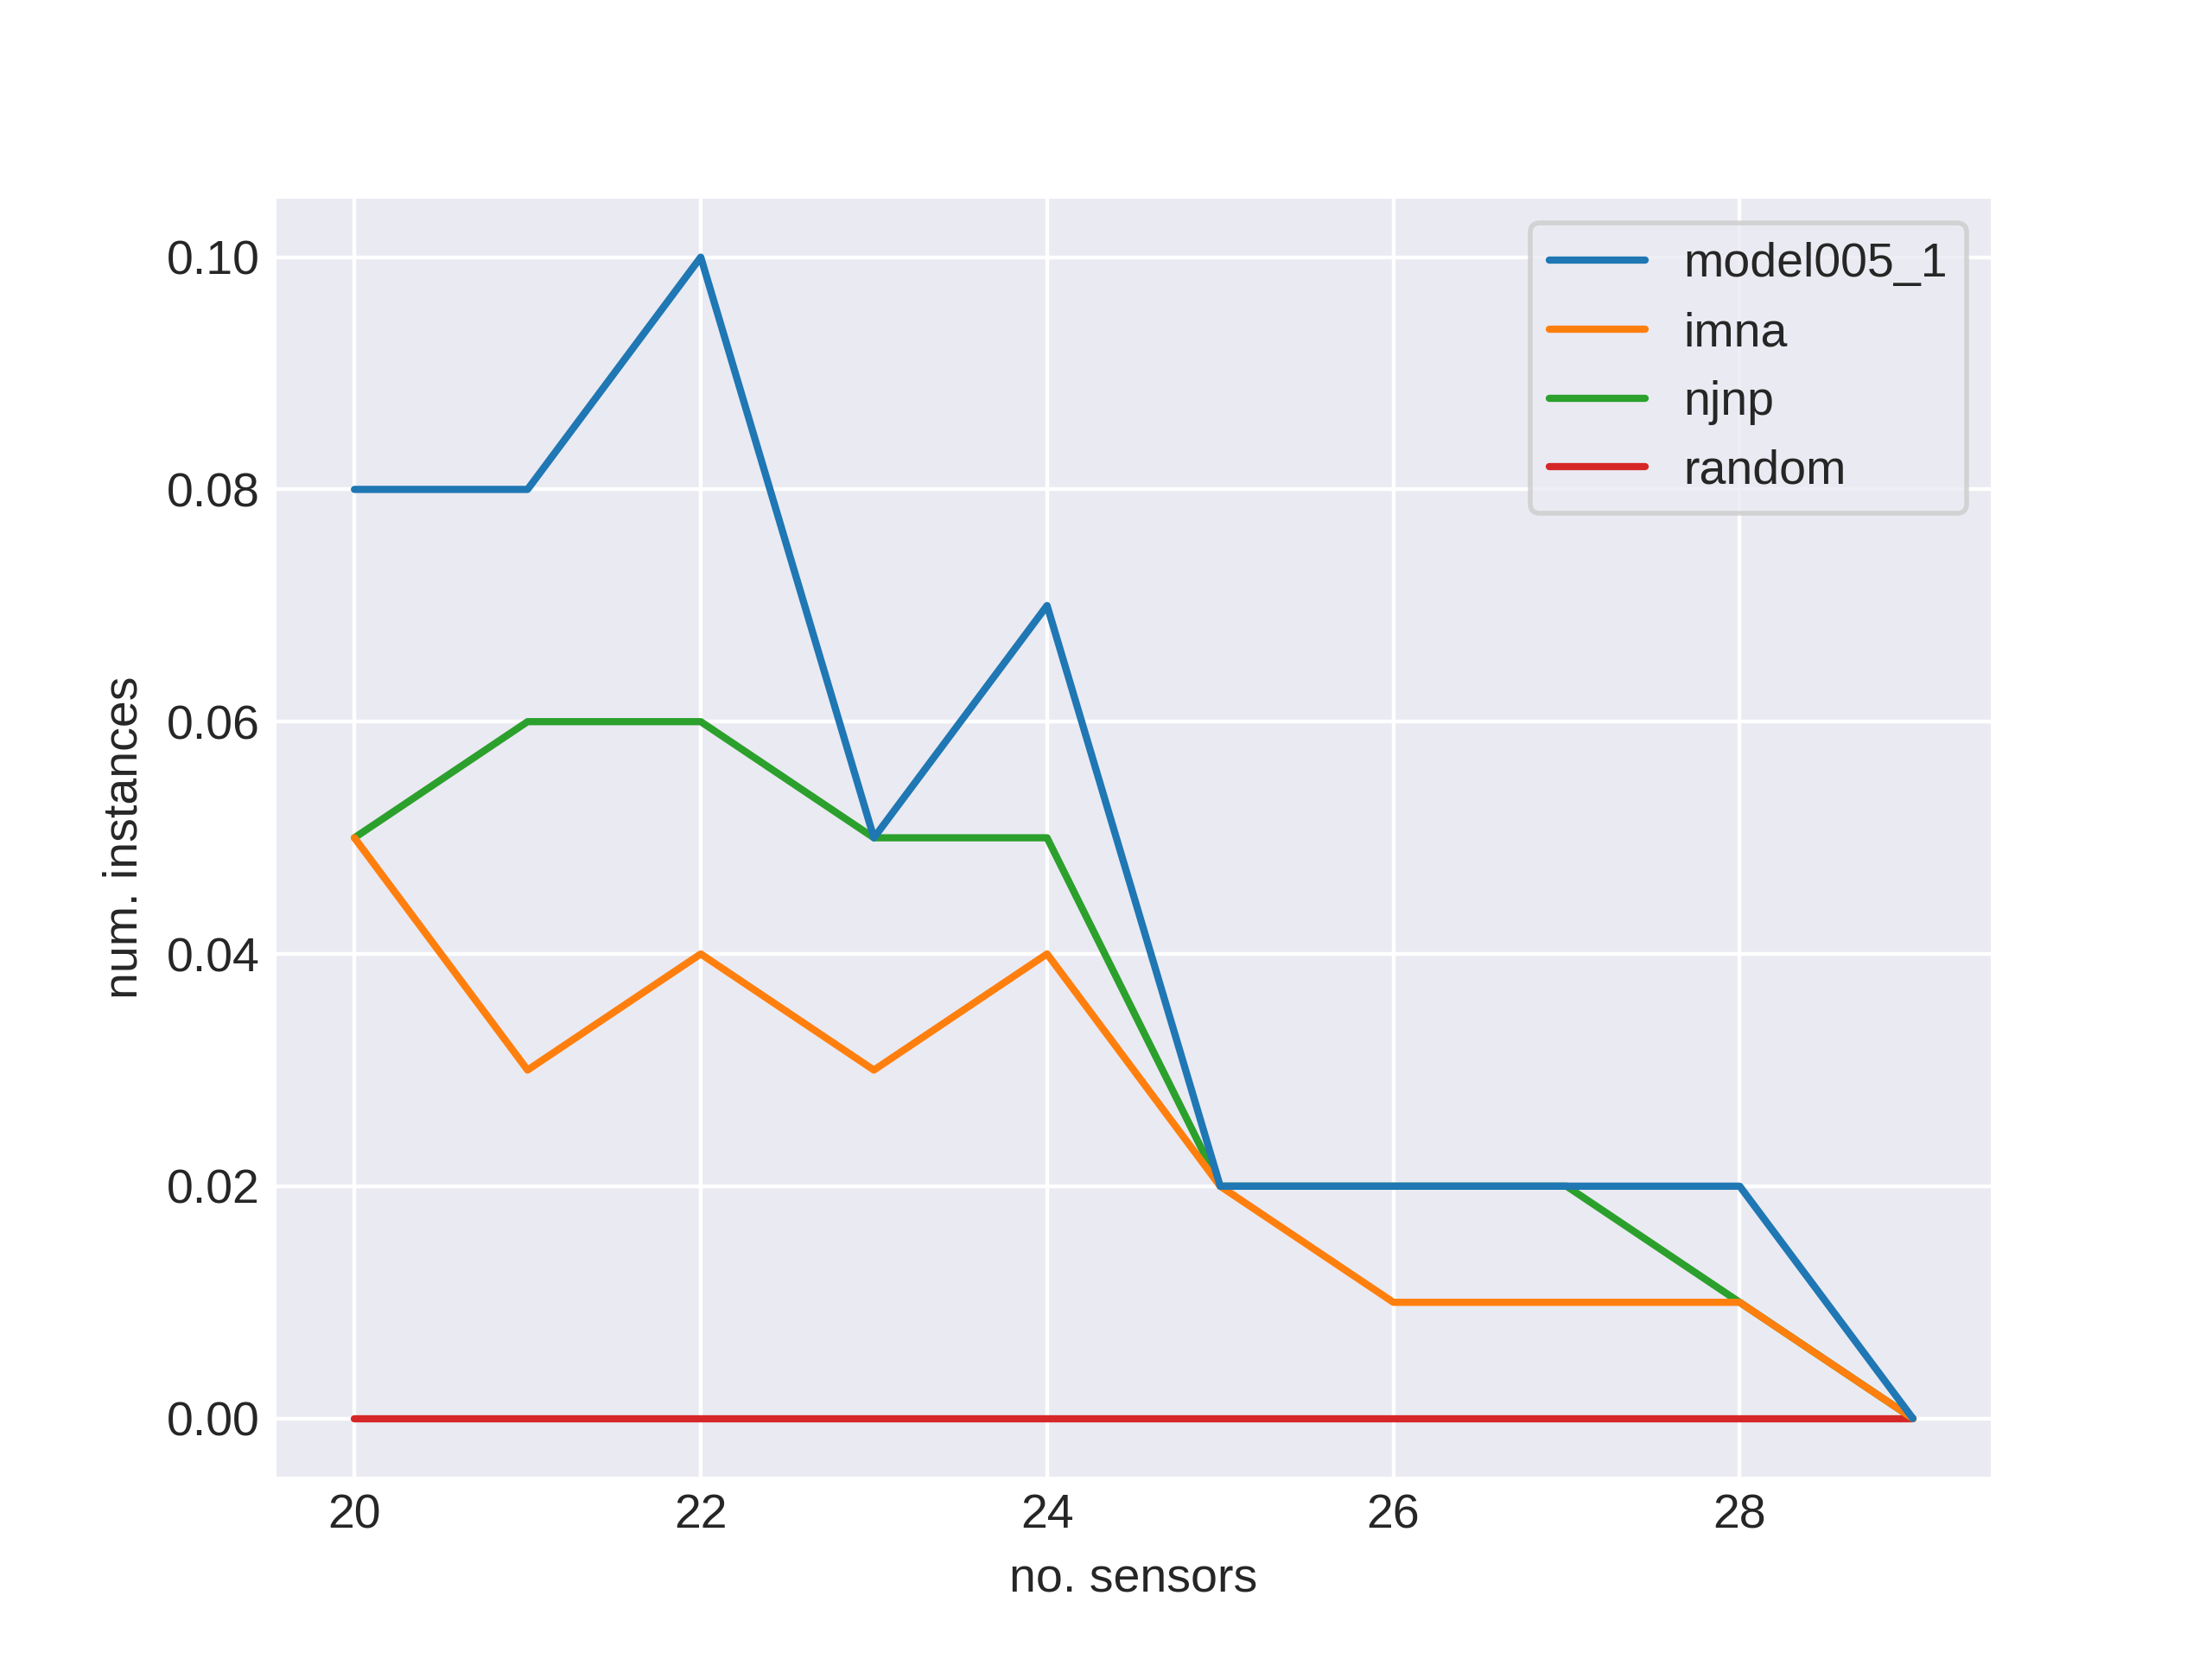 model005_1
imna
njnp
random
0.10
0.08
0.06
0.04
0.02
0.00
num. instances
20 22 24 26 28
no. sensors